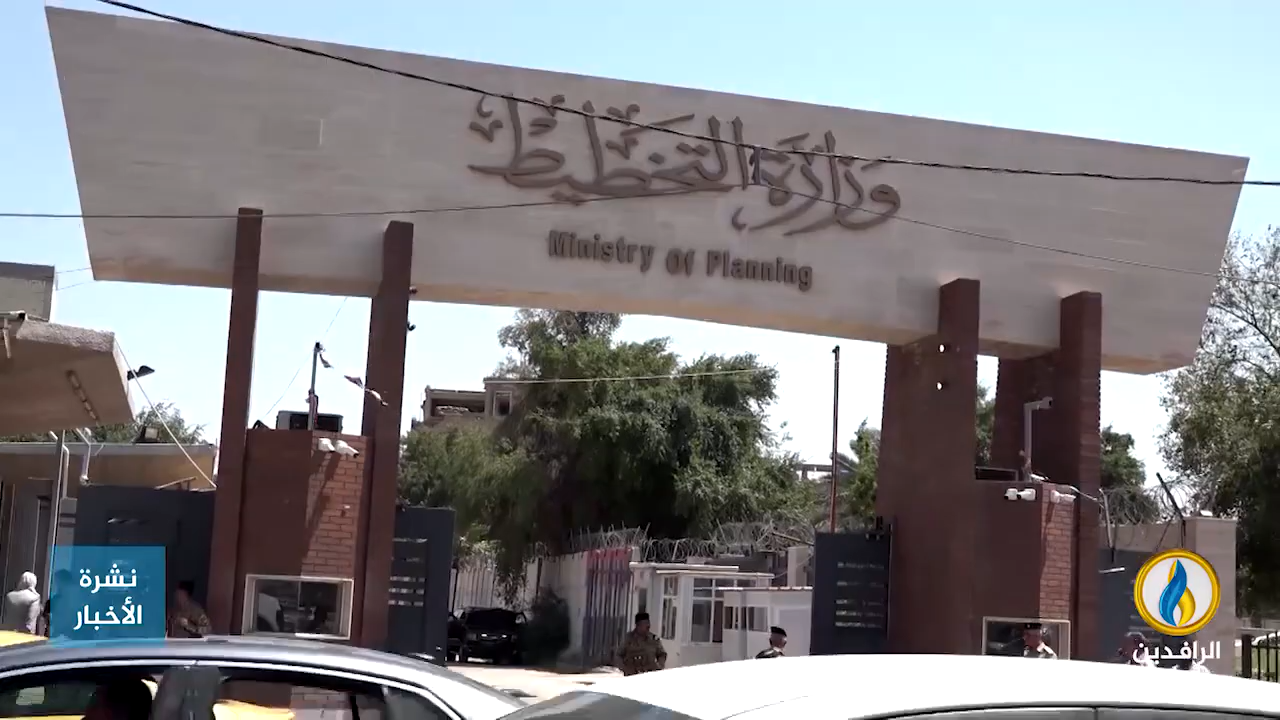 وزارة التخطيط
Ministry Of Planning
نشرة
الأخبار
الرافدين